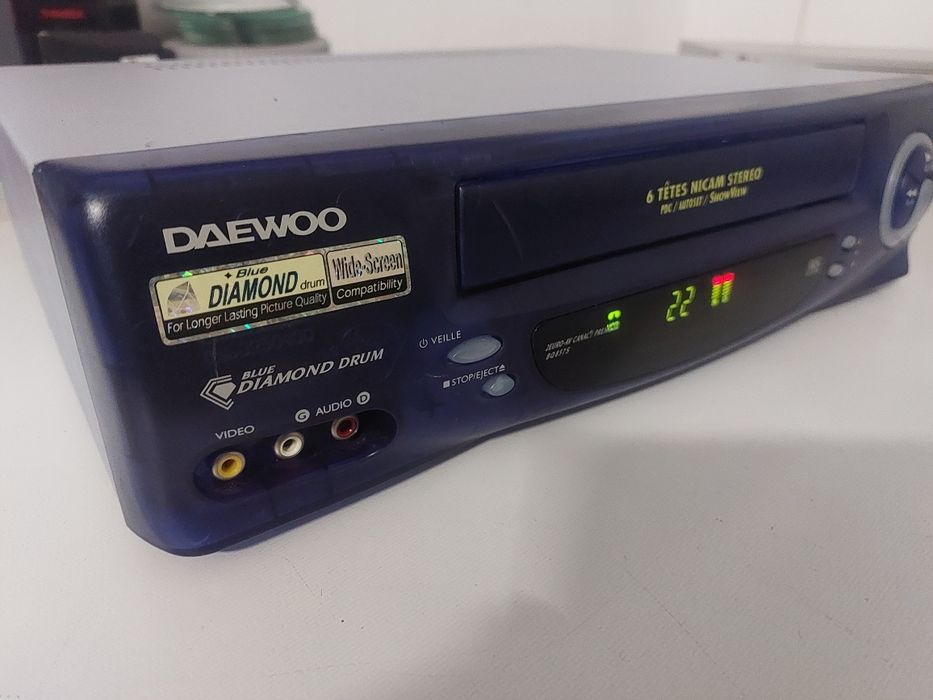 DAEWOO
Blue
DIAMOND drum
For Longer Lasting Picture Quality
Wide-Screen
Compatibility
BLUE
DIAMOND DRUM
VIDEO
G AUDIO D
VEILLE
STOP/EJECT
6 TÊTES NICAM STEREO
PDC / AUTOSET / SHOWVIEW
22